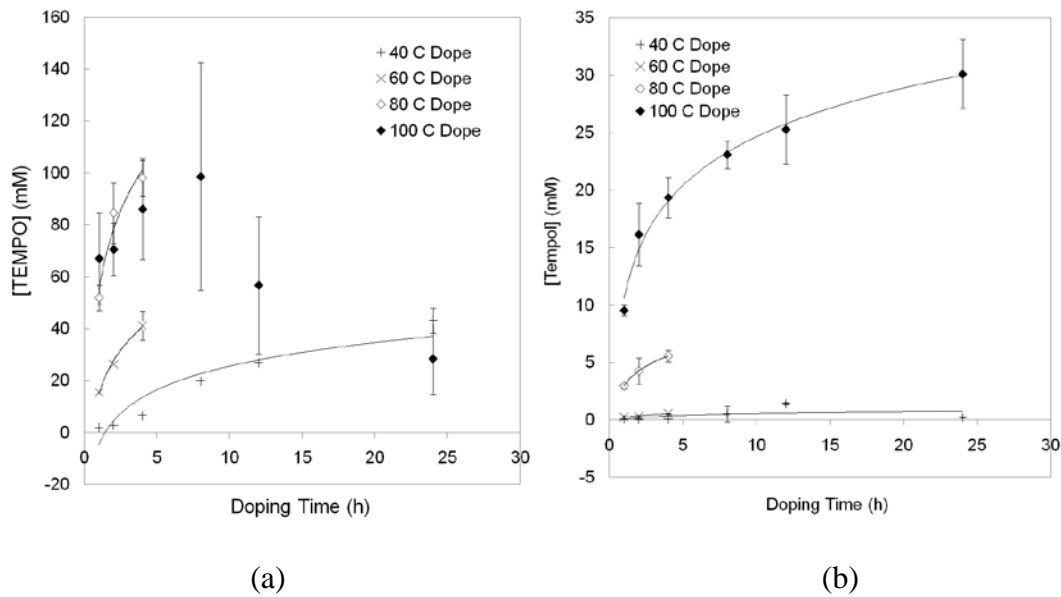 160
140
120
100
80
60
40
20
0
-20
[TEMPO] (mM)
+ 40 C Dope
× 60 C Dope
◇ 80 C Dope
◆ 100 C Dope
0 5 10 15 20 25 30
Doping Time (h)
(a)
35
30
25
20
15
10
5
0
-5
[Tempol] (mM)
+ 40 C Dope
× 60 C Dope
◇ 80 C Dope
◆ 100 C Dope
0 5 10 15 20 25 30
Doping Time (h)
(b)